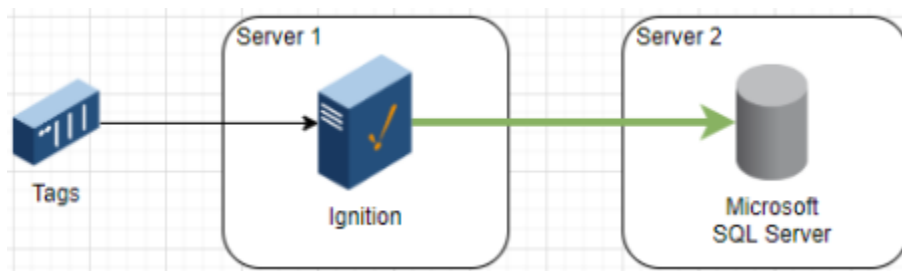 Server 1
Server 2
Tags
Ignition
Microsoft
SQL Server